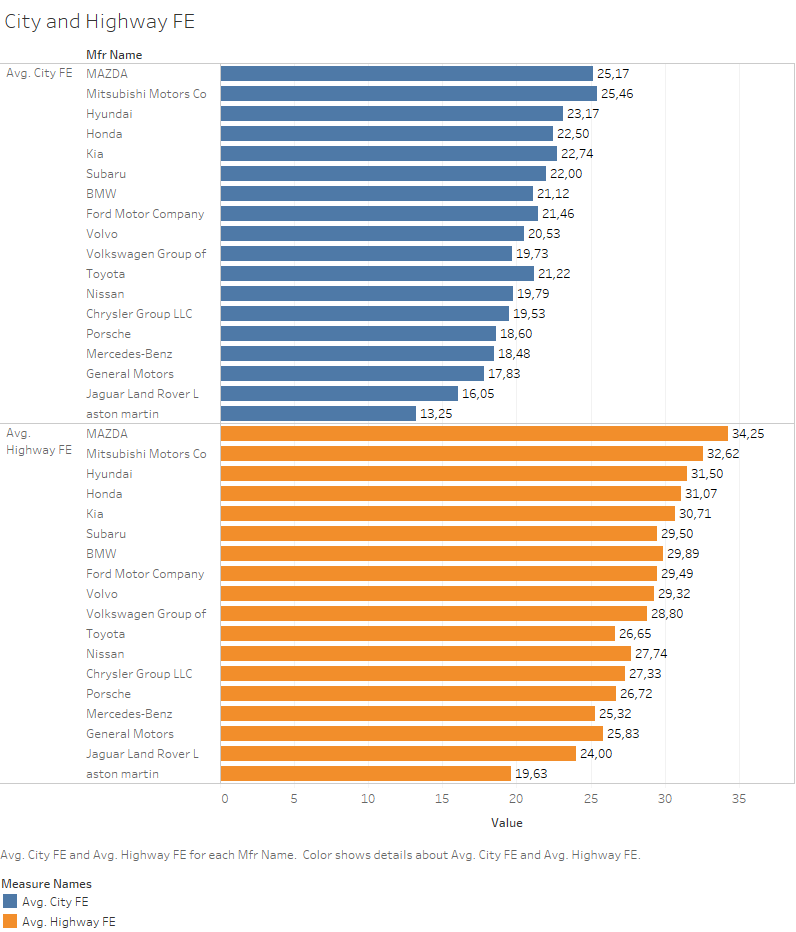 City and Highway FE
Mfr Name
Avg. City FE MAZDA 25,17
Mitsubishi Motors Co 25,46
Hyundai 23,17
Honda 22,50
Kia 22,74
Subaru 22,00
BMW 21,12
Ford Motor Company 21,46
Volvo 20,53
Volkswagen Group of 19,73
Toyota 21,22
Nissan 19,79
Chrysler Group LLC 19,53
Porsche 18,60
Mercedes-Benz 18,48
General Motors 17,83
Jaguar Land Rover L 16,05
aston martin 13,25
Avg. MAZDA 34,25
Highway FE Mitsubishi Motors Co 32,62
Hyundai 31,50
Honda 31,07
Kia 30,71
Subaru 29,50
BMW 29,89
Ford Motor Company 29,49
Volvo 29,32
Volkswagen Group of 28,80
Toyota 26,65
Nissan 27,74
Chrysler Group LLC 27,33
Porsche 26,72
Mercedes-Benz 25,32
General Motors 25,83
Jaguar Land Rover L 24,00
aston martin 19,63
0 5 10 15 20 25 30 35
Value
Avg. City FE and Avg. Highway FE for each Mfr Name. Color shows details about Avg. City FE and Avg. Highway FE.
Measure Names
Avg. City FE
Avg. Highway FE